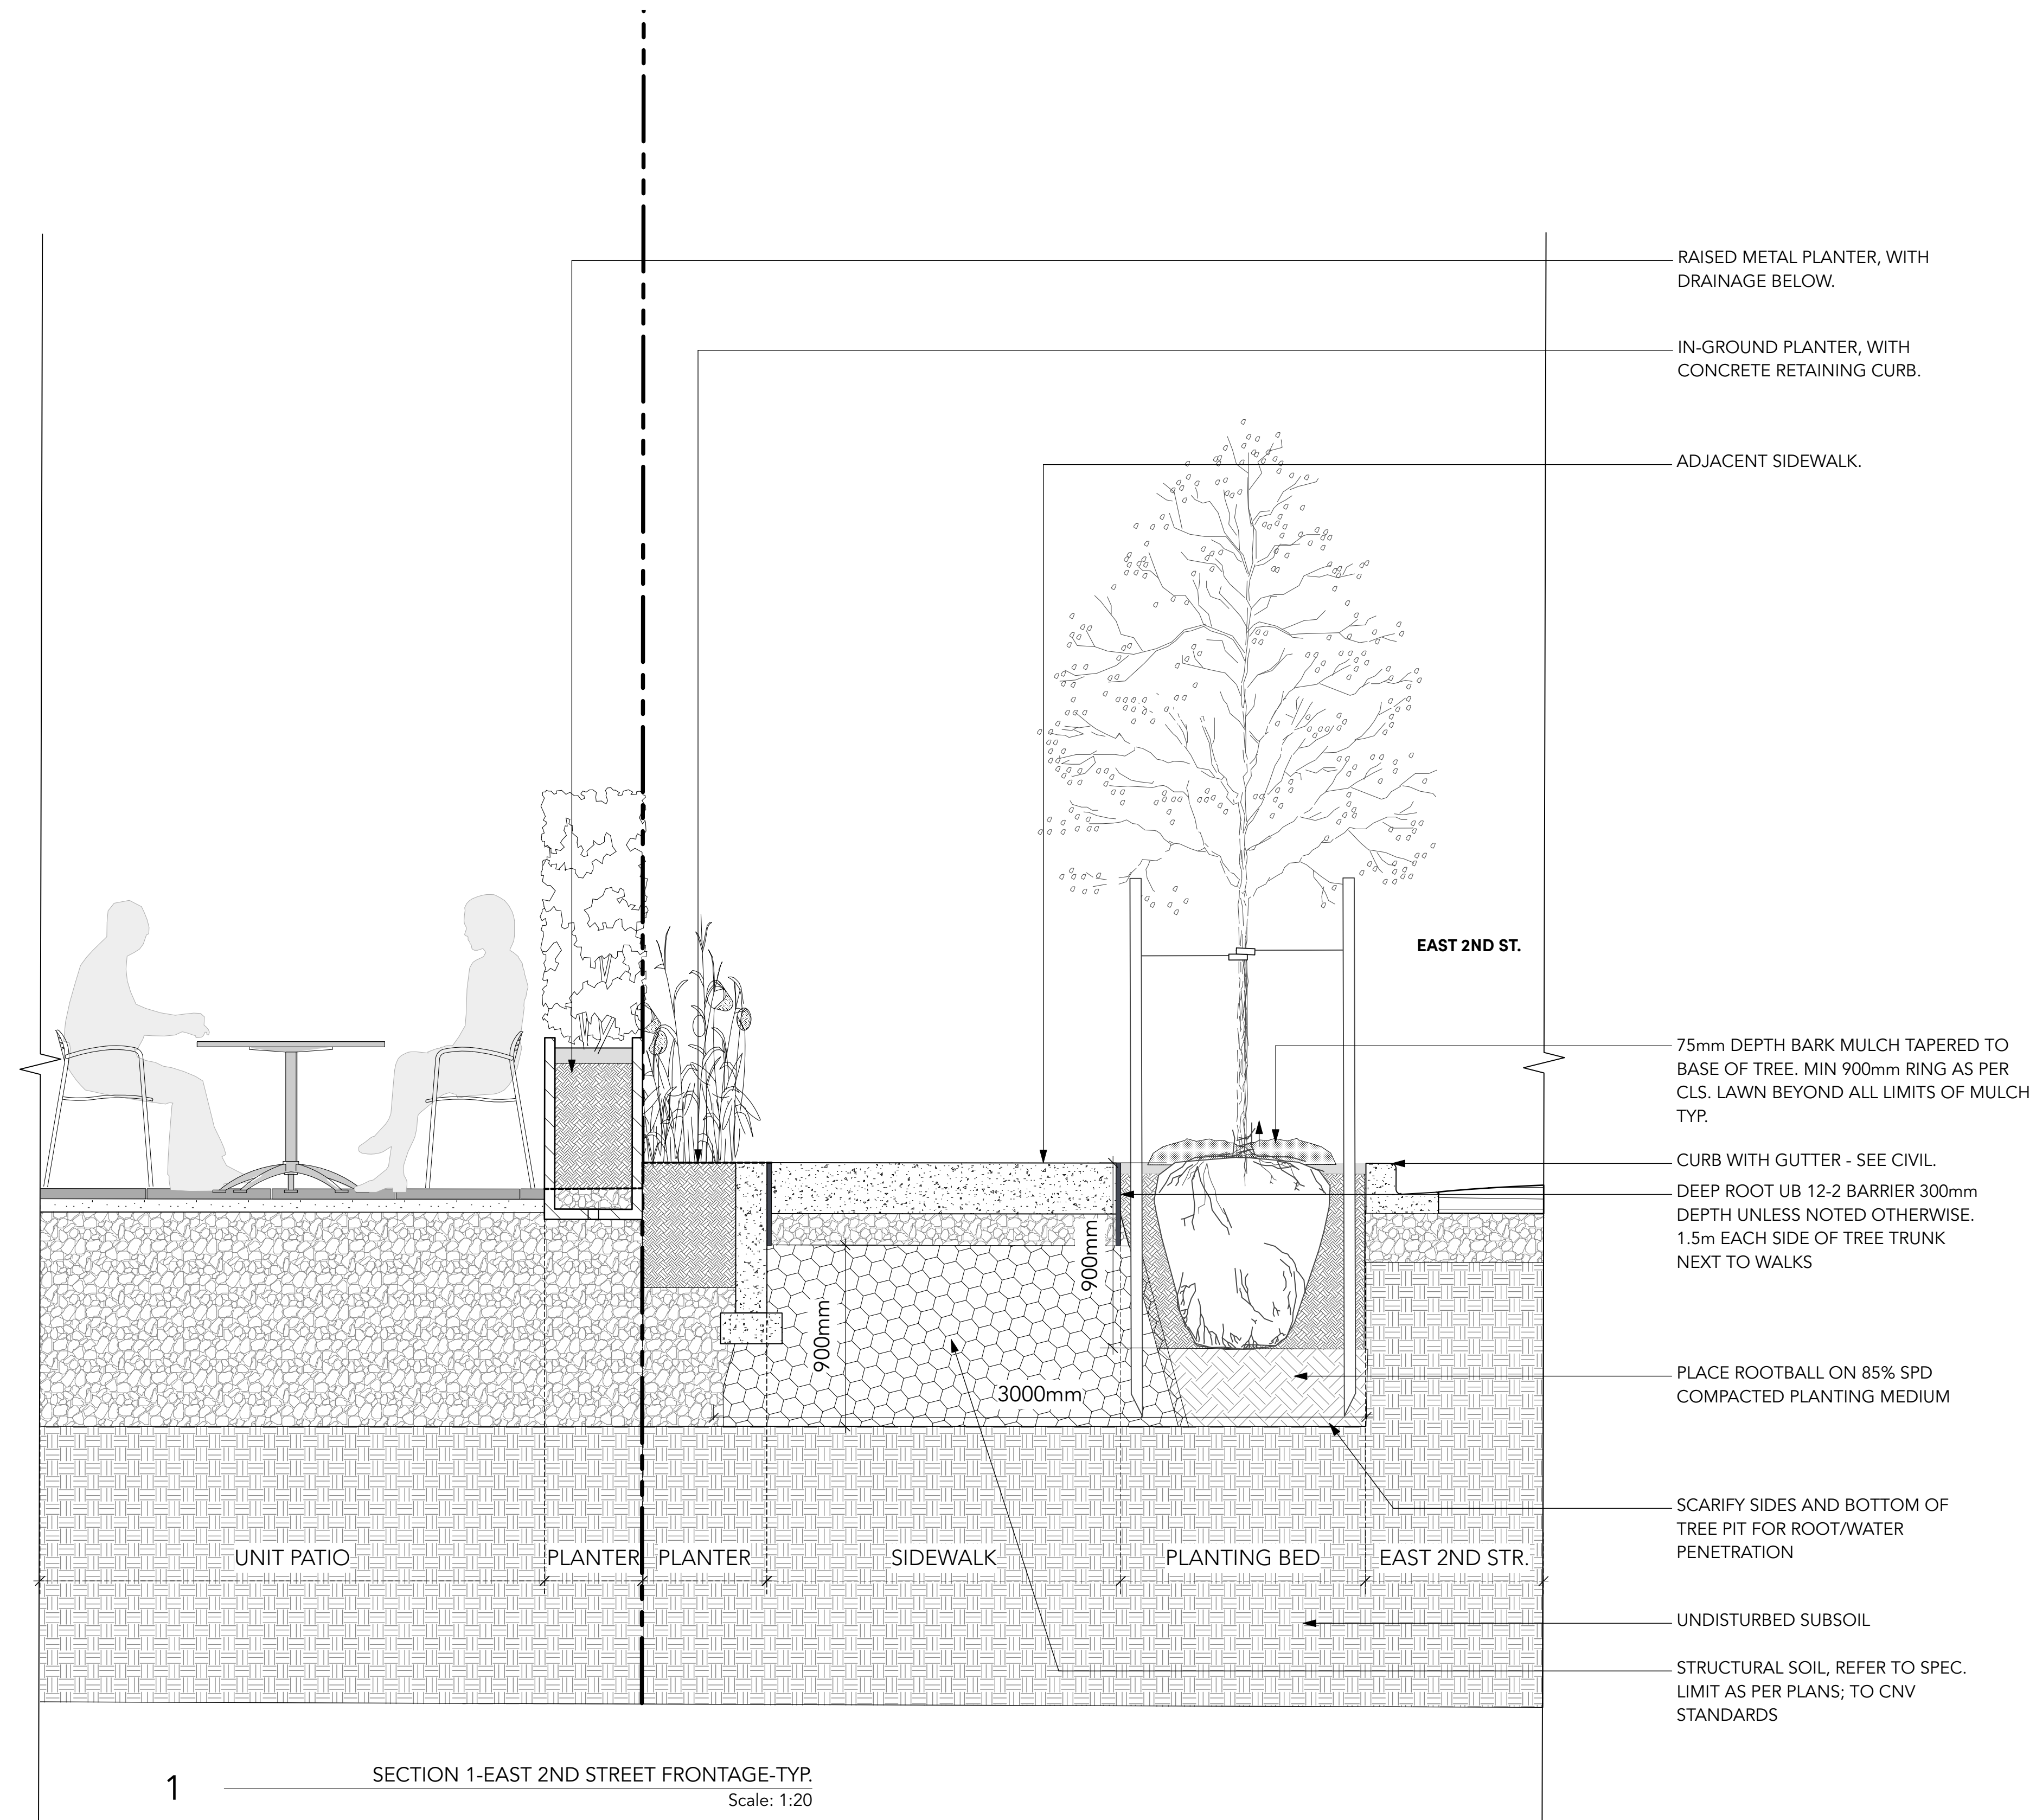 RAISED METAL PLANTER, WITH
DRAINAGE BELOW.
IN-GROUND PLANTER, WITH
CONCRETE RETAINING CURB.
ADJACENT SIDEWALK.
EAST 2ND ST.
75mm DEPTH BARK MULCH TAPERED TO
BASE OF TREE. MIN 900mm RING AS PER
CLS. LAWN BEYOND ALL LIMITS OF MULCH
TYP.
CURB WITH GUTTER - SEE CIVIL.
DEEP ROOT UB 12-2 BARRIER 300mm
DEPTH UNLESS NOTED OTHERWISE.
1.5m EACH SIDE OF TREE TRUNK
NEXT TO WALKS
900mm
900mm
3000mm
PLACE ROOTBALL ON 85% SPD
COMPACTED PLANTING MEDIUM
SCARIFY SIDES AND BOTTOM OF
TREE PIT FOR ROOT/WATER
PENETRATION
UNIT PATIO
PLANTER
PLANTER
SIDEWALK
PLANTING BED
EAST 2ND STR.
UNDISTURBED SUBSOIL
STRUCTURAL SOIL, REFER TO SPEC.
LIMIT AS PER PLANS; TO CNV
STANDARDS
1
SECTION 1-EAST 2ND STREET FRONTAGE-TYP.
Scale: 1:20